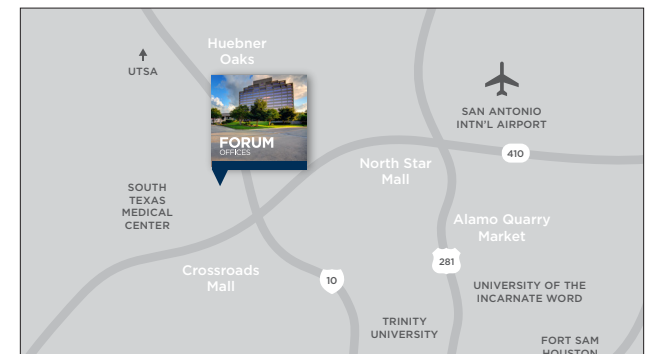 Huebner
Oaks
UTSA
SAN ANTONIO
INTN'L AIRPORT
FORUM
OFFICES
410
North Star
Mall
SOUTH
TEXAS
MEDICAL
CENTER
Alamo Quarry
Market
281
Crossroads
Mall
10
UNIVERSITY OF THE
INCARNATE WORD
TRINITY
UNIVERSITY
FORT SAM
HOUSTON